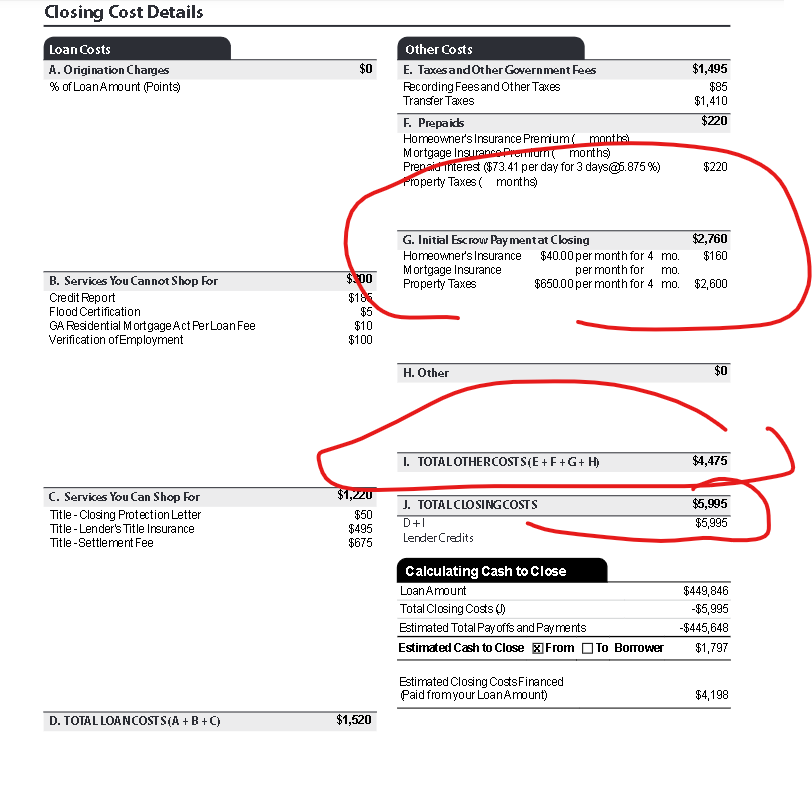 Closing Cost Details
Loan Costs
A. Origination Charges $0
% of Loan Amount (Points)
B. Services You Cannot Shop For $300
Credit Report $185
Flood Certification $5
GA Residential Mortgage Act Per Loan Fee $10
Verification of Employment $100
C. Services You Can Shop For $1,220
Title - Closing Protection Letter $50
Title - Lender's Title Insurance $495
Title - Settlement Fee $675
D. TOTAL LOAN COSTS (A + B + C) $1,520
Other Costs
E. Taxes and Other Government Fees $1,495
Recording Fees and Other Taxes $85
Transfer Taxes $1,410
F. Prepaids $220
Homeowner's Insurance Premium ( months)
Mortgage Insurance Premium ( months)
Prepaid Interest ($73.41 per day for 3 days @5.875 %) $220
Property Taxes ( months)
G. Initial Escrow Payment at Closing $2,760
Homeowner's Insurance $40.00 per month for 4 mo. $160
Mortgage Insurance per month for mo.
Property Taxes $650.00 per month for 4 mo. $2,600
H. Other $0
I. TOTAL OTHER COSTS (E + F + G + H) $4,475
J. TOTAL CLOSING COSTS $5,995
D + I $5,995
Lender Credits
Calculating Cash to Close
Loan Amount $449,846
Total Closing Costs (J) -$5,995
Estimated Total Payoffs and Payments -$445,648
Estimated Cash to Close ☒ From ☐ To Borrower $1,797
Estimated Closing Costs Financed
(Paid from your Loan Amount) $4,198